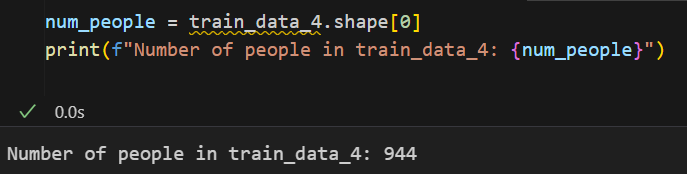 num_people = train_data_4.shape[0]
print(f"Number of people in train_data_4: {num_people}")
0.0s
Number of people in train_data_4: 944